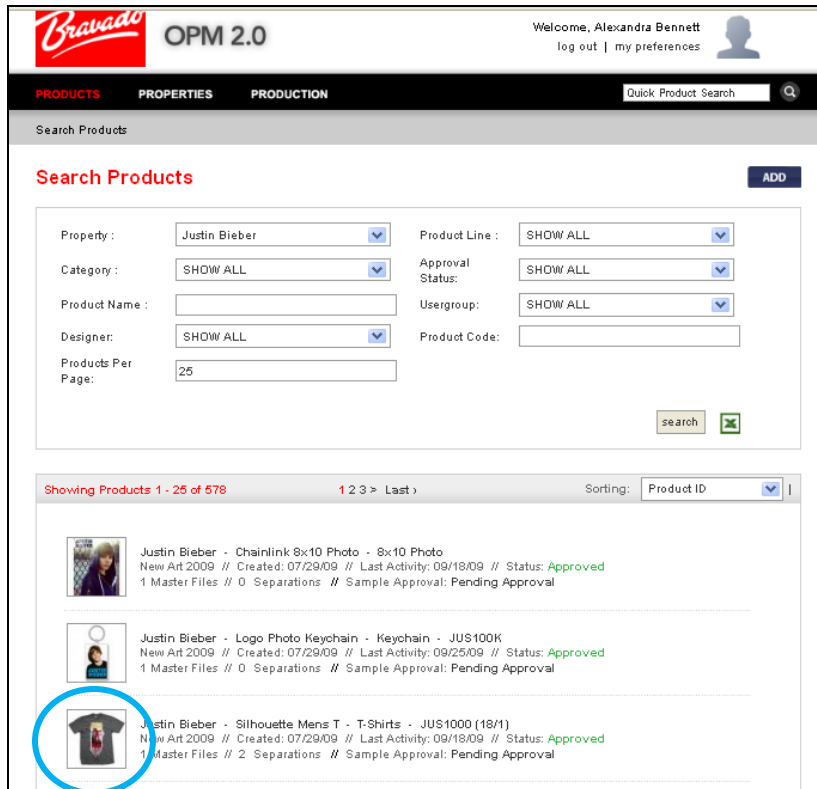 Bravado
OPM 2.0
Welcome, Alexandra Bennett
log out | my preferences
PRODUCTS PROPERTIES PRODUCTION
Quick Product Search
Search Products
Search Products
ADD
Property : Justin Bieber
Product Line : SHOW ALL
Category : SHOW ALL
Approval Status: SHOW ALL
Product Name :
Usergroup: SHOW ALL
Designer: SHOW ALL
Product Code:
Products Per Page: 25
search
Showing Products 1 - 25 of 578
1 2 3 > Last ›
Sorting: Product ID |
Justin Bieber - Chainlink 8x10 Photo - 8x10 Photo
New Art 2009 // Created: 07/29/09 // Last Activity: 09/18/09 // Status: Approved
1 Master Files // 0 Separations // Sample Approval: Pending Approval
Justin Bieber - Logo Photo Keychain - Keychain - JUS100K
New Art 2009 // Created: 07/29/09 // Last Activity: 09/25/09 // Status: Approved
1 Master Files // 0 Separations // Sample Approval: Pending Approval
Justin Bieber - Silhouette Mens T - T-Shirts - JUS1000 (18/1)
New Art 2009 // Created: 07/29/09 // Last Activity: 09/18/09 // Status: Approved
1 Master Files // 2 Separations // Sample Approval: Pending Approval